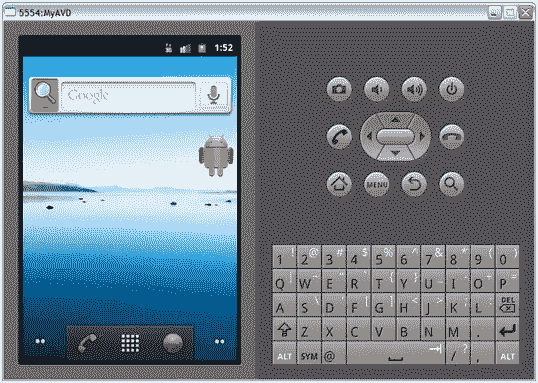 5554:MyAVD
1:52
Google
MENU
1 ! 2 @ 3 # 4 $ 5 % 6 ^ 7 & 8 * 9 ( 0 )
Q | W ~ E " R ` T { Y } U _ I - O + P =
A S \ D ' F [ G ] H < J > K ; L : DEL
Z X C V B N M .
ALT SYM @ / ? , ALT